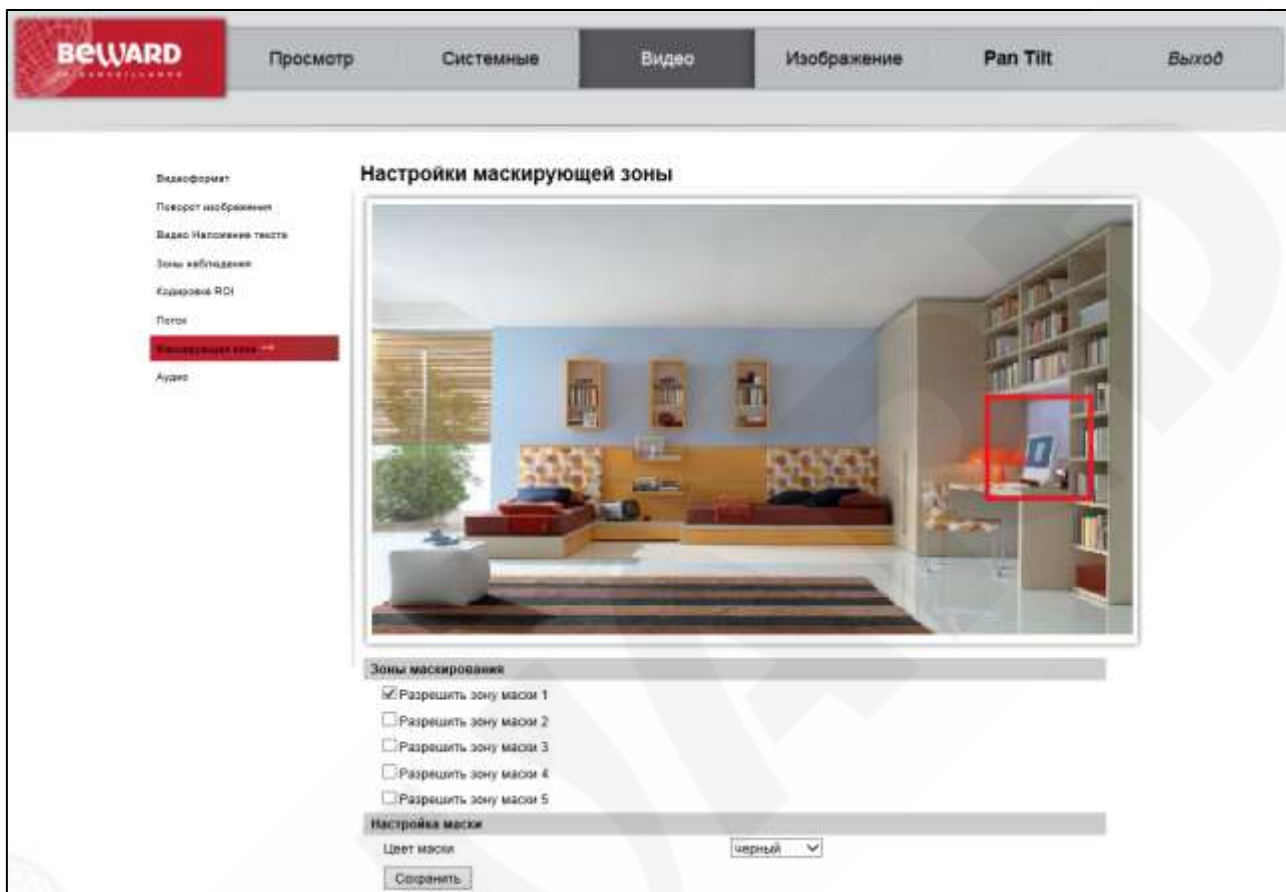 BEWARD
Просмотр
Системные
Видео
Изображение
Pan Tilt
Выход
Видеоформат
Поворот изображения
Видео Наложение текста
Зоны наблюдения
Кодировка ROI
Поток
Маскирующая зона
Аудио
Настройки маскирующей зоны
Зоны маскирования
Разрешить зону маски 1
Разрешить зону маски 2
Разрешить зону маски 3
Разрешить зону маски 4
Разрешить зону маски 5
Настройка маски
Цвет маски
черный
Сохранить